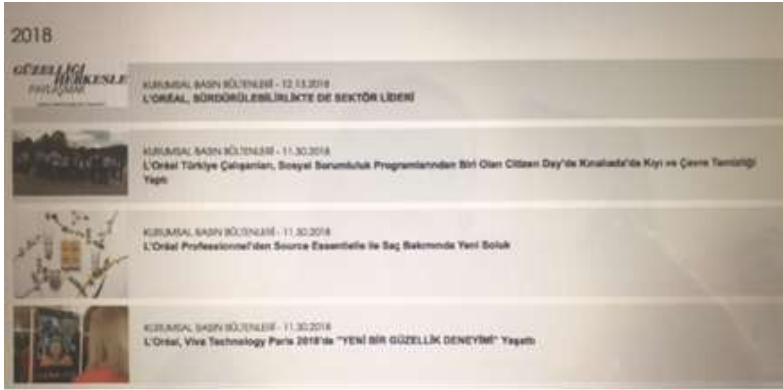 2018
GÜZELLİĞİ
HERKESLE
PAYLAŞMAK
KURUMSAL BASIN BÜLTENLERİ - 12.13.2018
L'ORÉAL, SÜRDÜRÜLEBİLİRLİKTE DE SEKTÖR LİDERİ
KURUMSAL BASIN BÜLTENLERİ - 11.30.2018
L'Oréal Türkiye Çalışanları, Sosyal Sorumluluk Programlarından Biri Olan Citizen Day'de Kınalıada'da Kıyı ve Çevre Temizliği
Yaptı
KURUMSAL BASIN BÜLTENLERİ - 11.30.2018
L'Oréal Professionnel'den Source Essentielle ile Saç Bakımında Yeni Soluk
KURUMSAL BASIN BÜLTENLERİ - 11.30.2018
L'Oréal, Viva Technology Paris 2018'de "YENİ BİR GÜZELLİK DENEYİMİ" Yaşattı